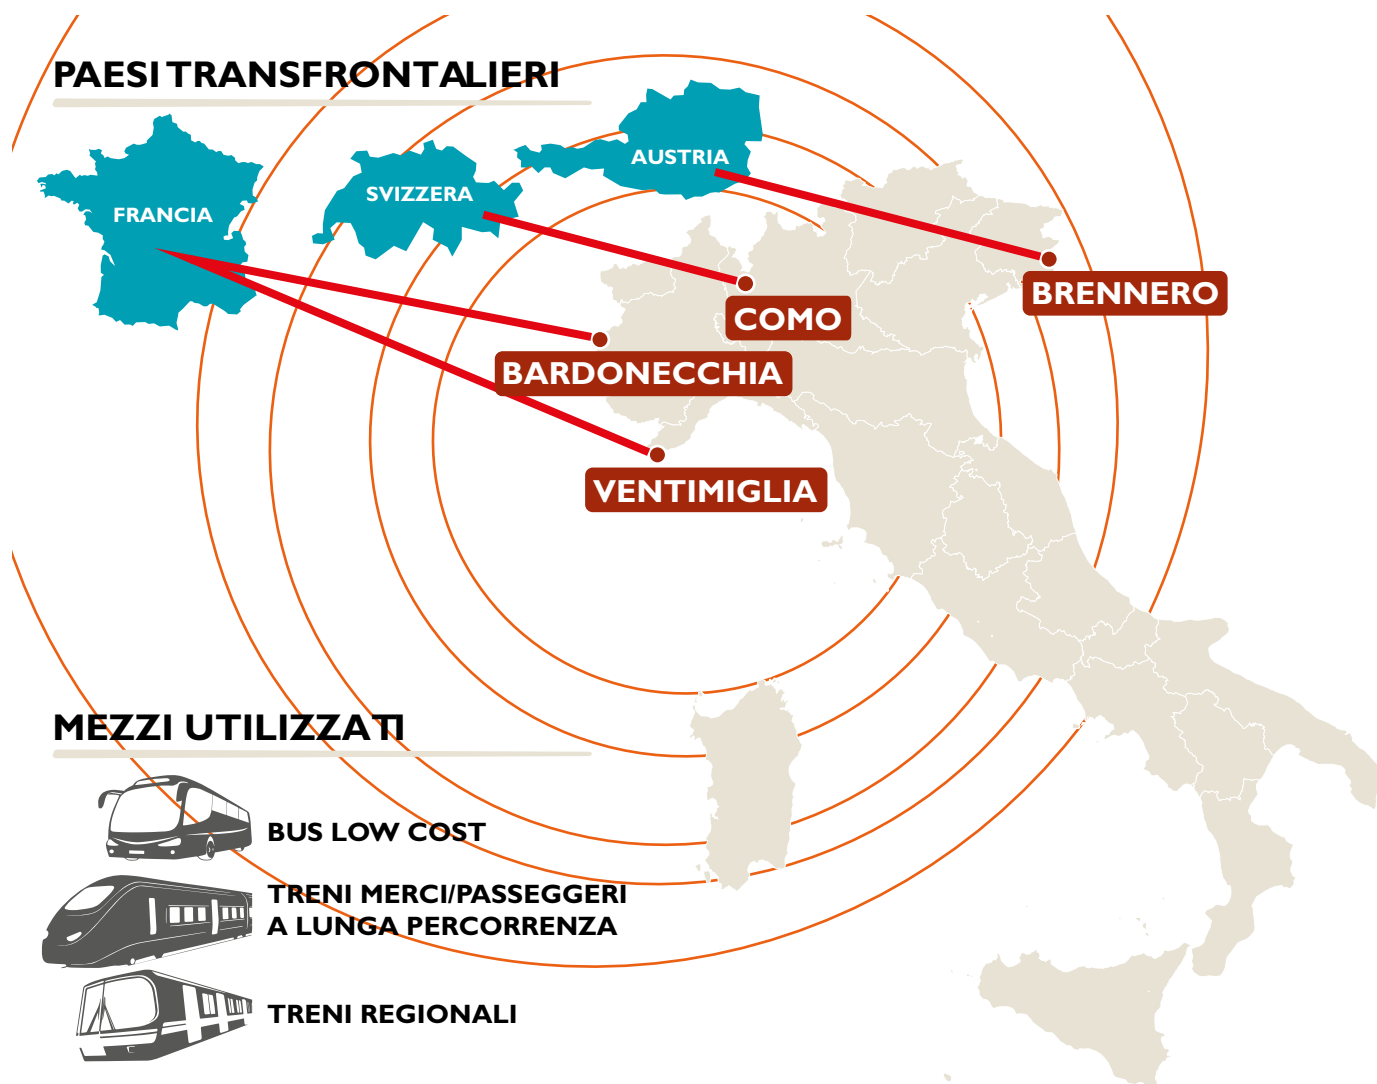 PAESI TRANSFRONTALIERI
FRANCIA
SVIZZERA
AUSTRIA
BRENNERO
COMO
BARDONECCHIA
VENTIMIGLIA
MEZZI UTILIZZATI
BUS LOW COST
TRENI MERCI/PASSEGGERI
A LUNGA PERCORRENZA
TRENI REGIONALI